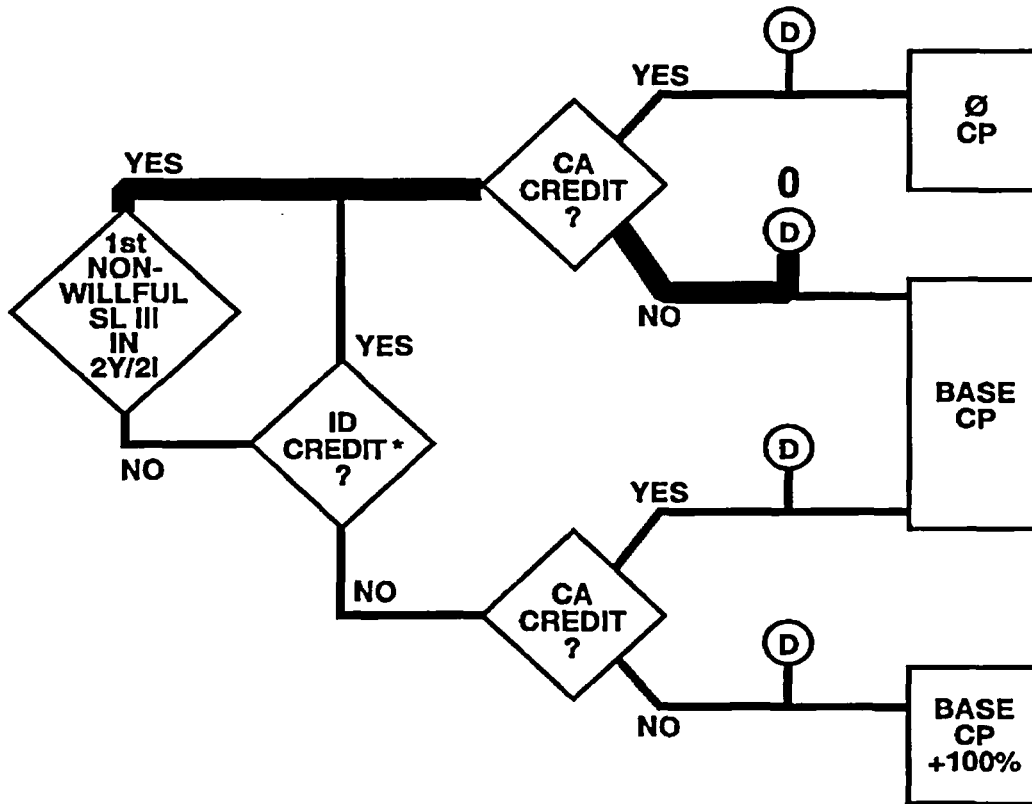 D
YES
Ø
CP
CA
CREDIT
?
YES
0
D
1st
NON-
WILLFUL
SL III
IN
2Y/2I
NO
YES
BASE
CP
ID
CREDIT*
?
NO
D
YES
NO
CA
CREDIT
?
D
NO
BASE
CP
+100%